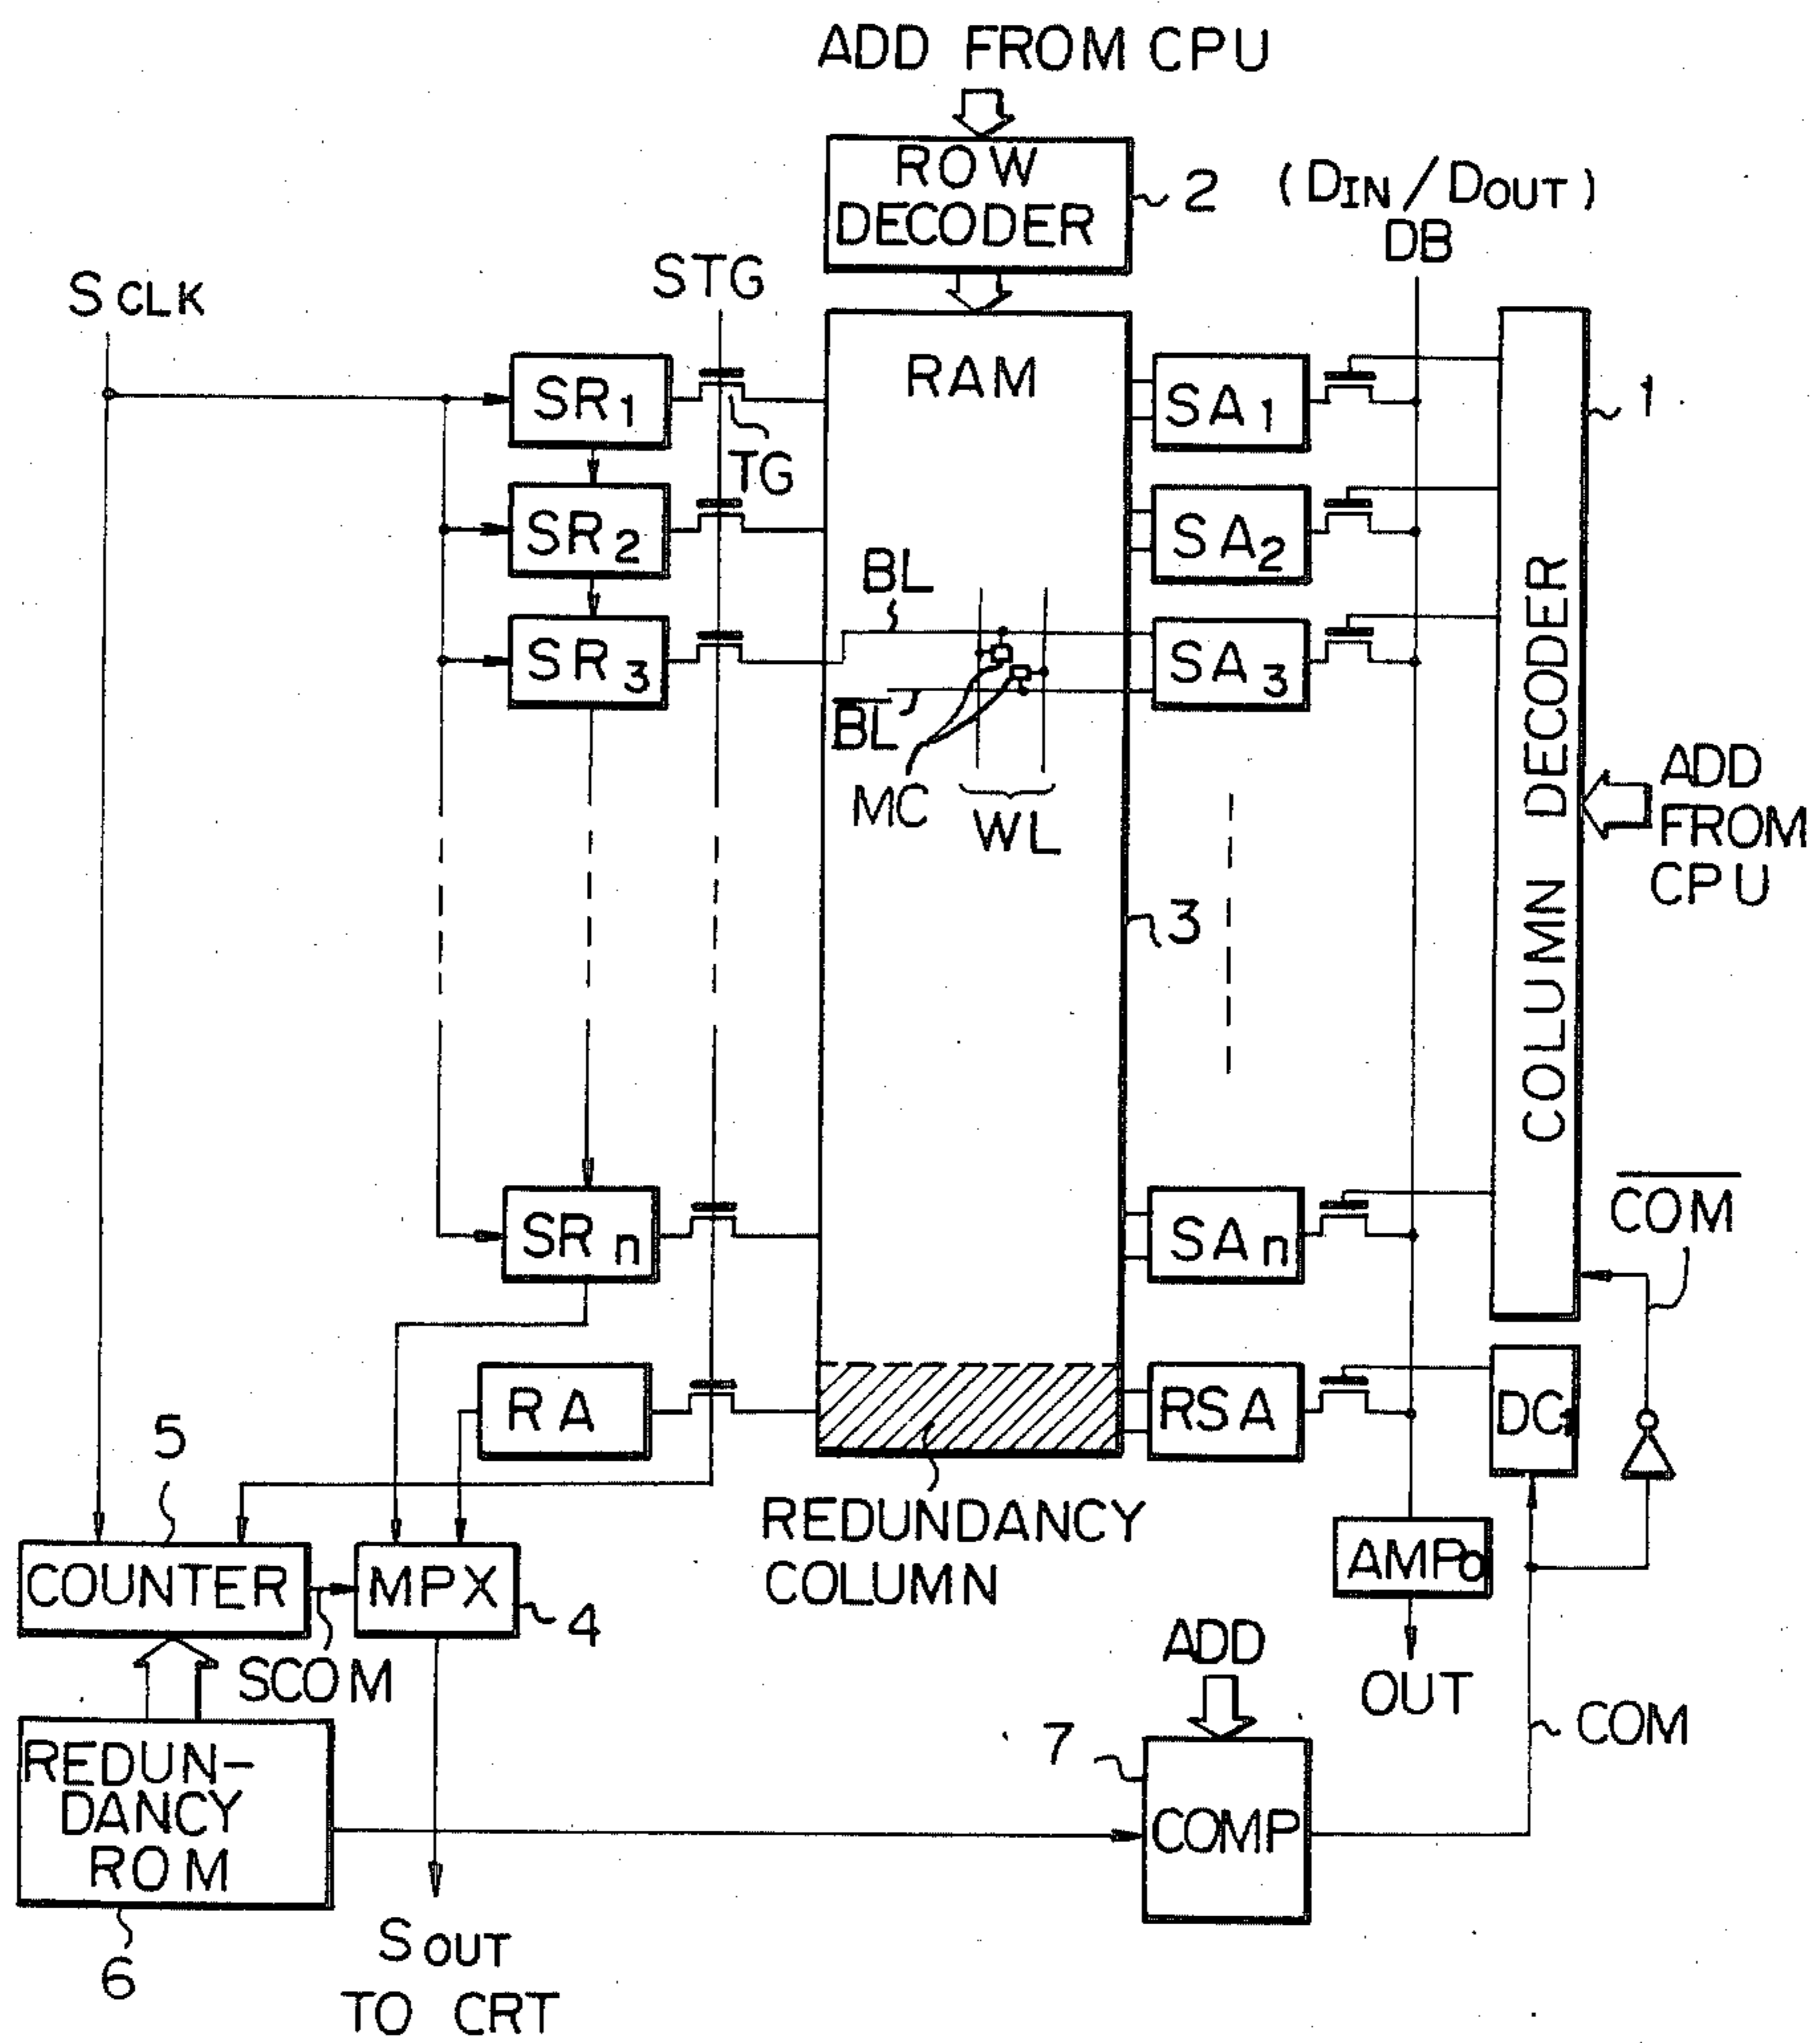 ADD FROM CPU
ROW
DECODER
2
(DIN/DOUT)
DB
SCLK
STG
RAM
SR1
SA1
1
TG
SR2
SA2
BL
SR3
SA3
BL
MC
WL
COLUMN DECODER
ADD
FROM
CPU
3
SRn
SAn
COM
RA
RSA
5
REDUNDANCY
COLUMN
COUNTER
MPX
4
AMPO
SCOM
ADD
OUT
COM
REDUN-
DANCY
ROM
7
COMP
6
SOUT
TO CRT